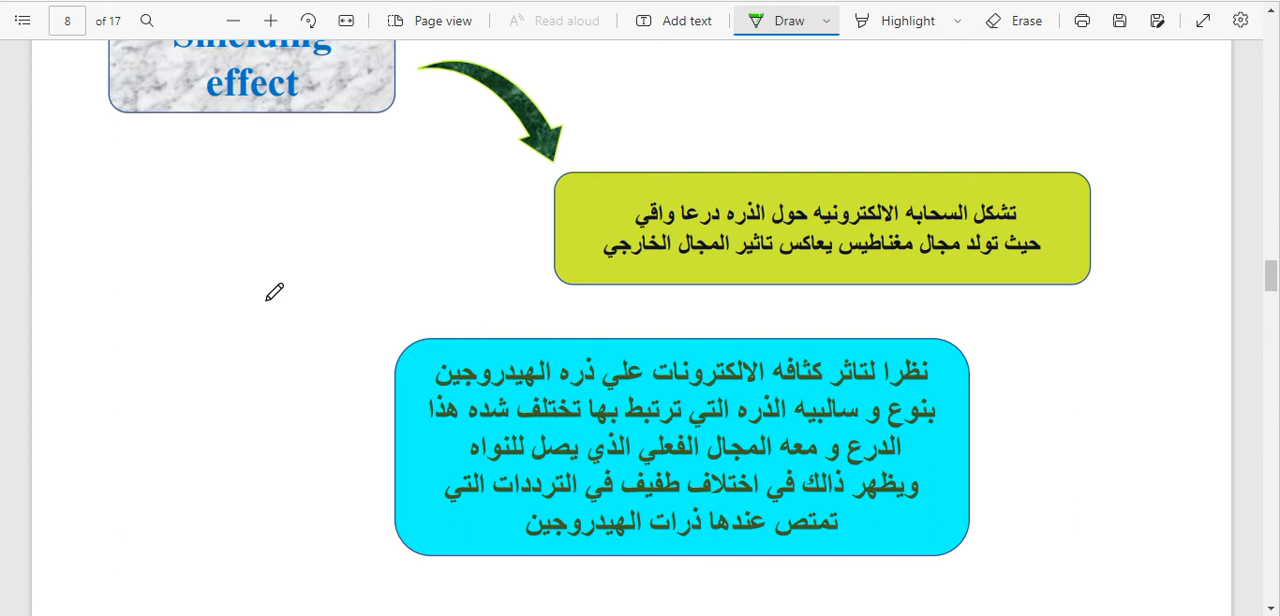 8
of 17
Page view
Read aloud
Add text
Draw
Highlight
Erase
Shielding
effect
تشكل السحابه الالكترونيه حول الذره درعا واقي
حيث تولد مجال مغناطيس يعاكس تاثير المجال الخارجي
نظرا لتاثر كثافه الالكترونات علي ذره الهيدروجين
بنوع و سالبيه الذره التي ترتبط بها تختلف شده هذا
الدرع و معه المجال الفعلي الذي يصل للنواه
ويظهر ذالك في اختلاف طفيف في الترددات التي
تمتص عندها ذرات الهيدروجين